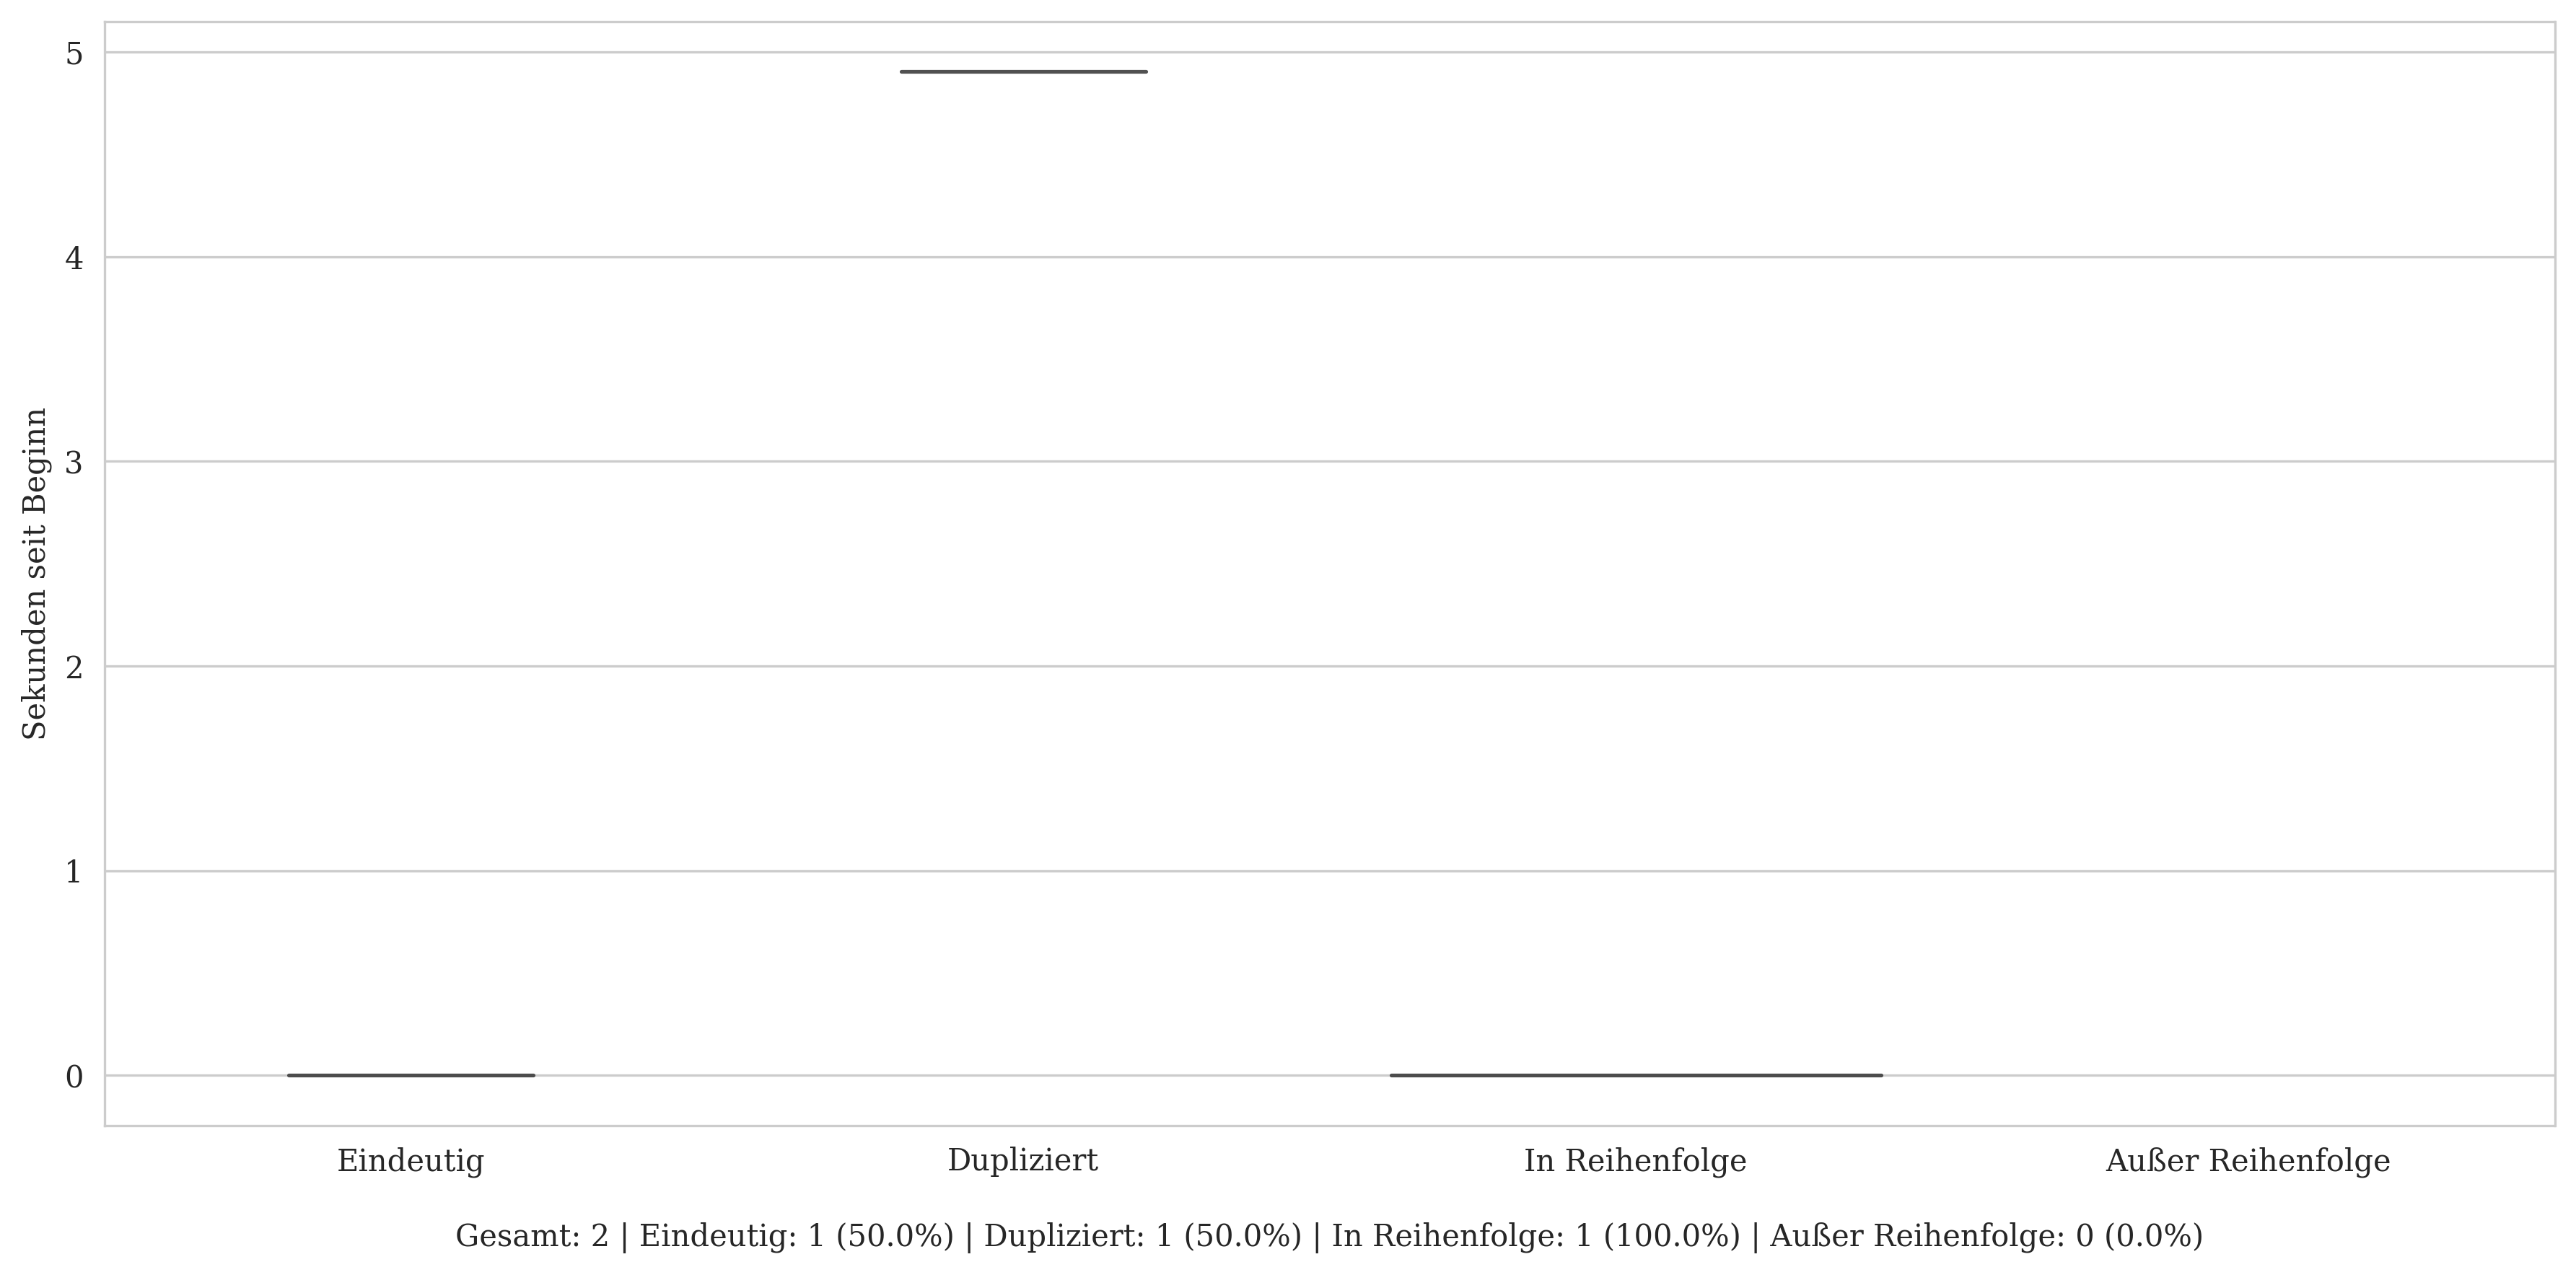 5
4
3
2
1
0
Sekunden seit Beginn
Eindeutig
Dupliziert
In Reihenfolge
Außer Reihenfolge
Gesamt: 2 | Eindeutig: 1 (50.0%) | Dupliziert: 1 (50.0%) | In Reihenfolge: 1 (100.0%) | Außer Reihenfolge: 0 (0.0%)